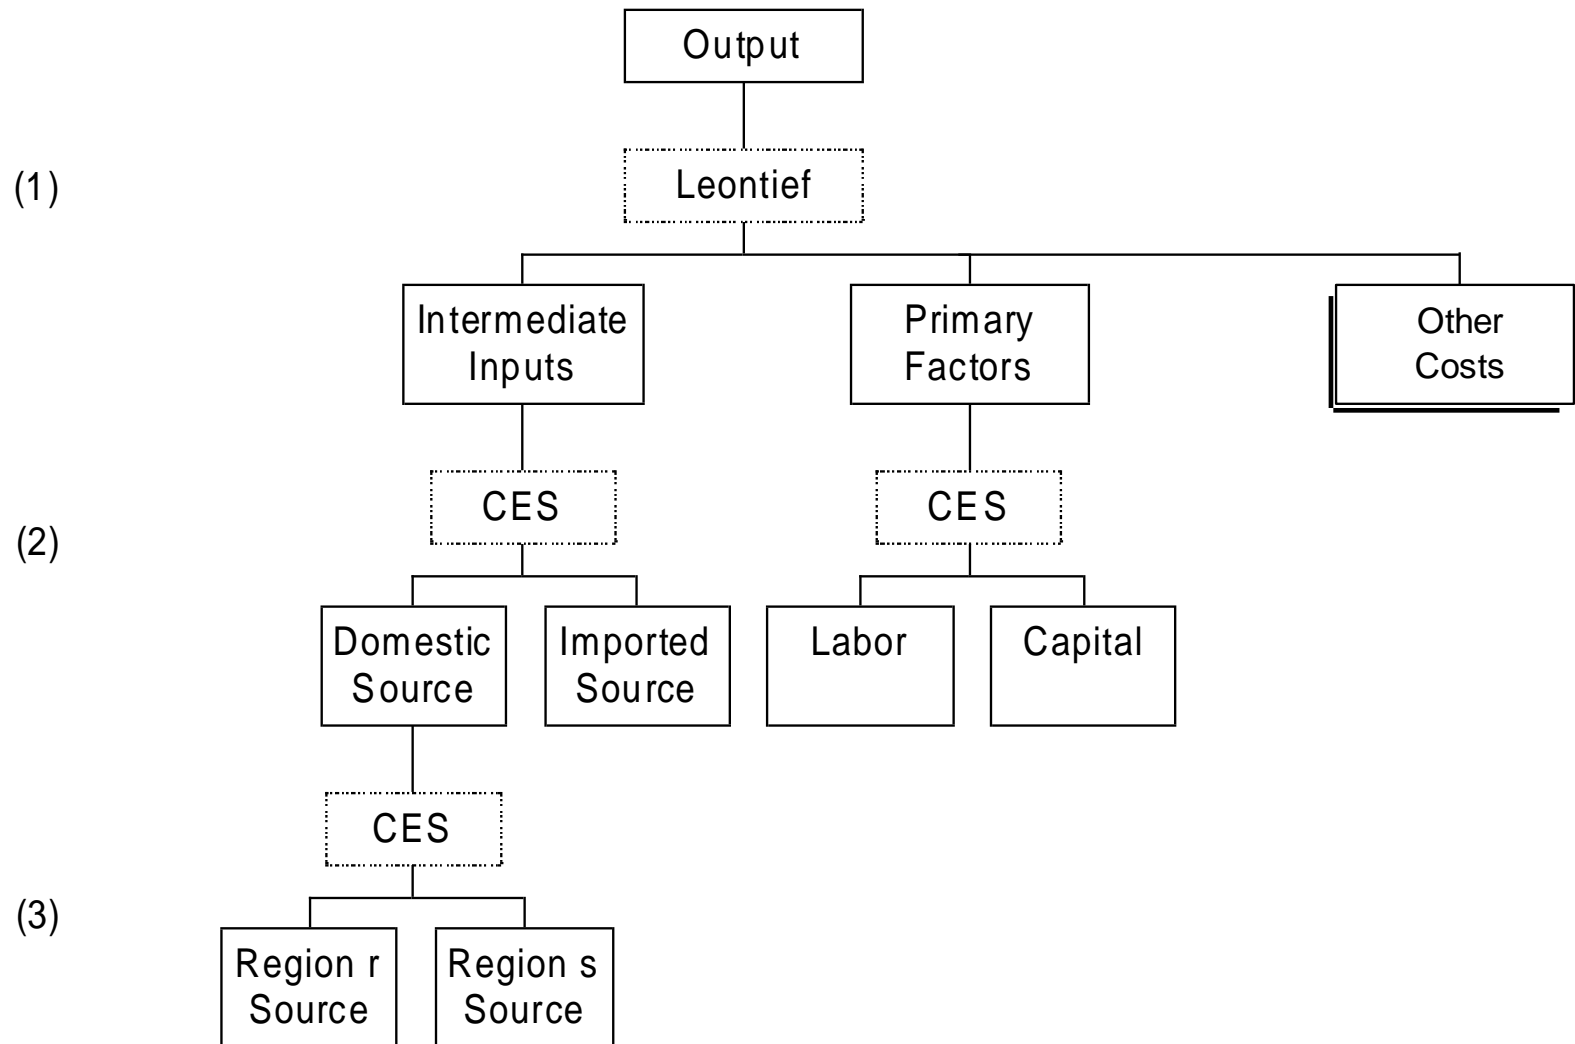 Output
(1)
Leontief
Intermediate
Inputs
Primary
Factors
Other
Costs
(2)
CES
CES
Domestic
Source
Imported
Source
Labor
Capital
CES
(3)
Region r
Source
Region s
Source